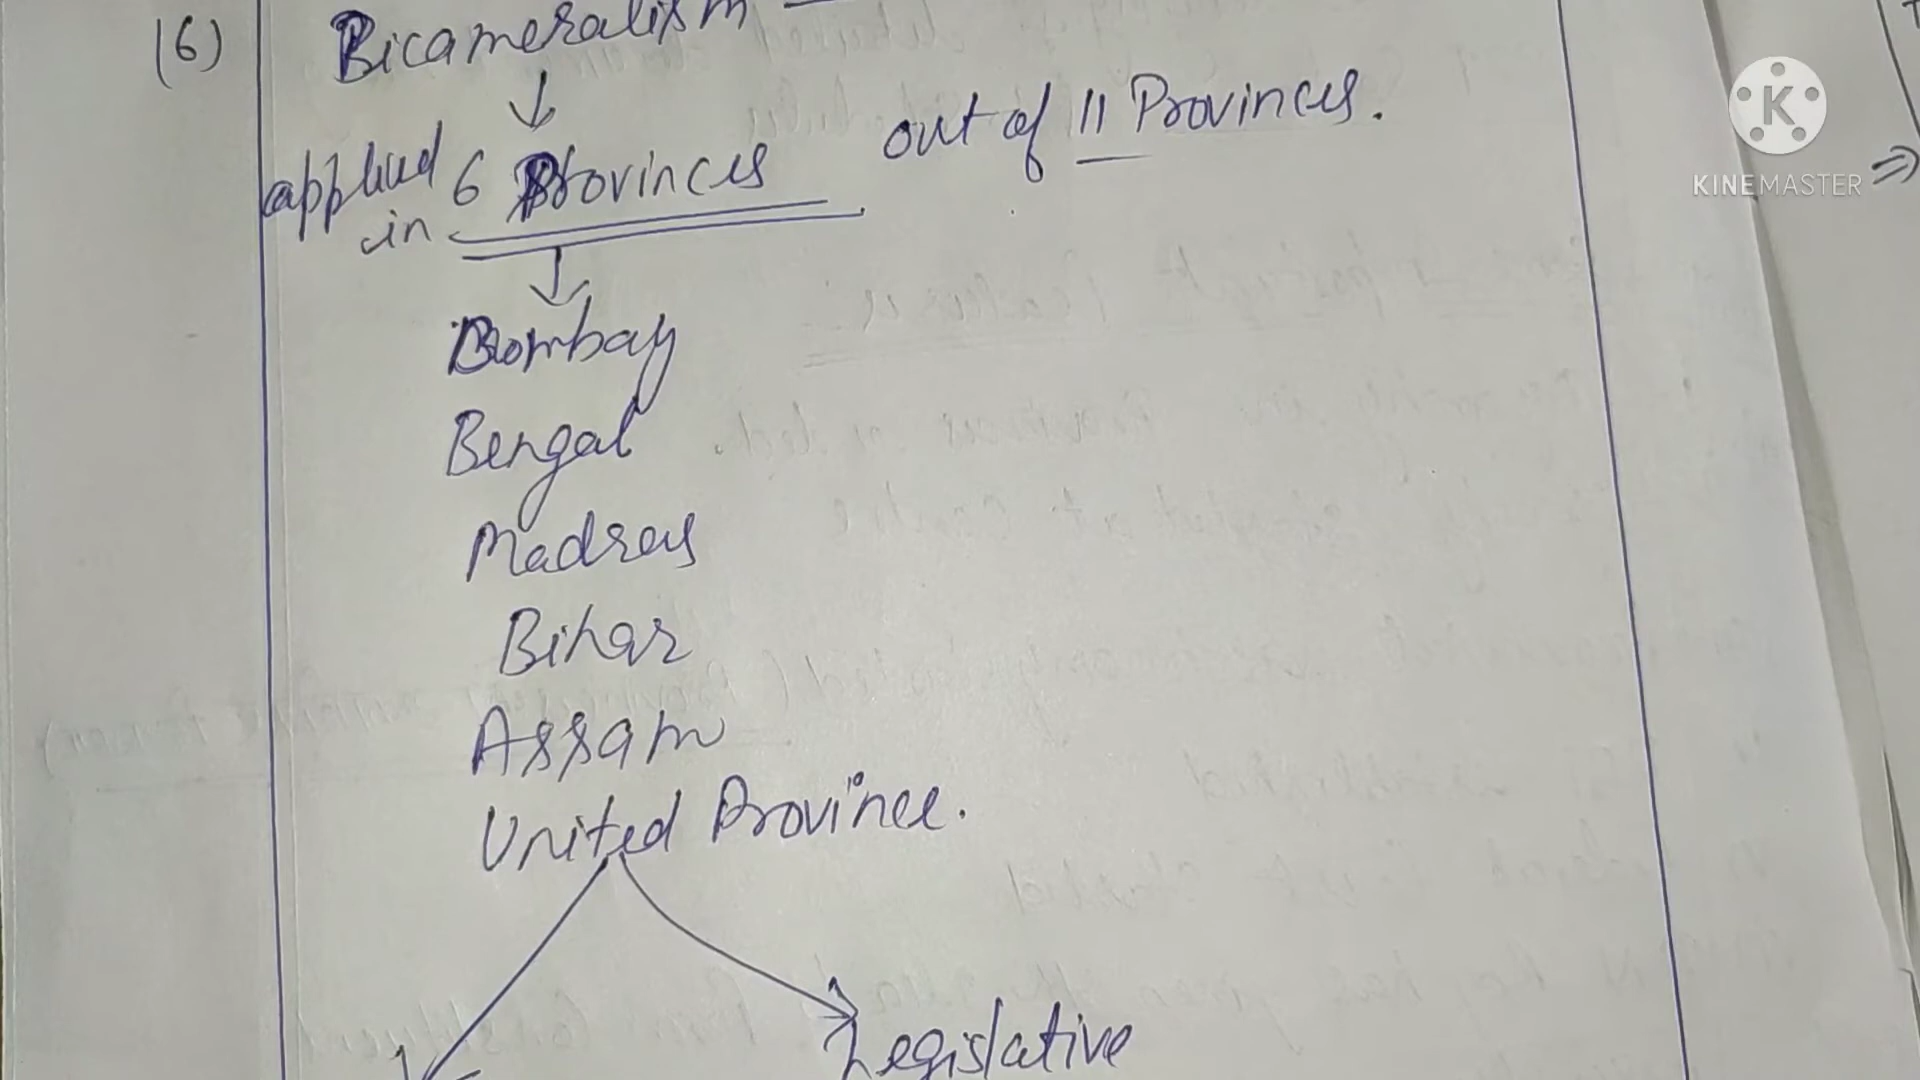 (6) Bicameralism
applied in 6 Provinces out of 11 Provinces.
Bombay
Bengal
Madras
Bihar
Assam
United Province.
Legislative
K
KINEMASTER